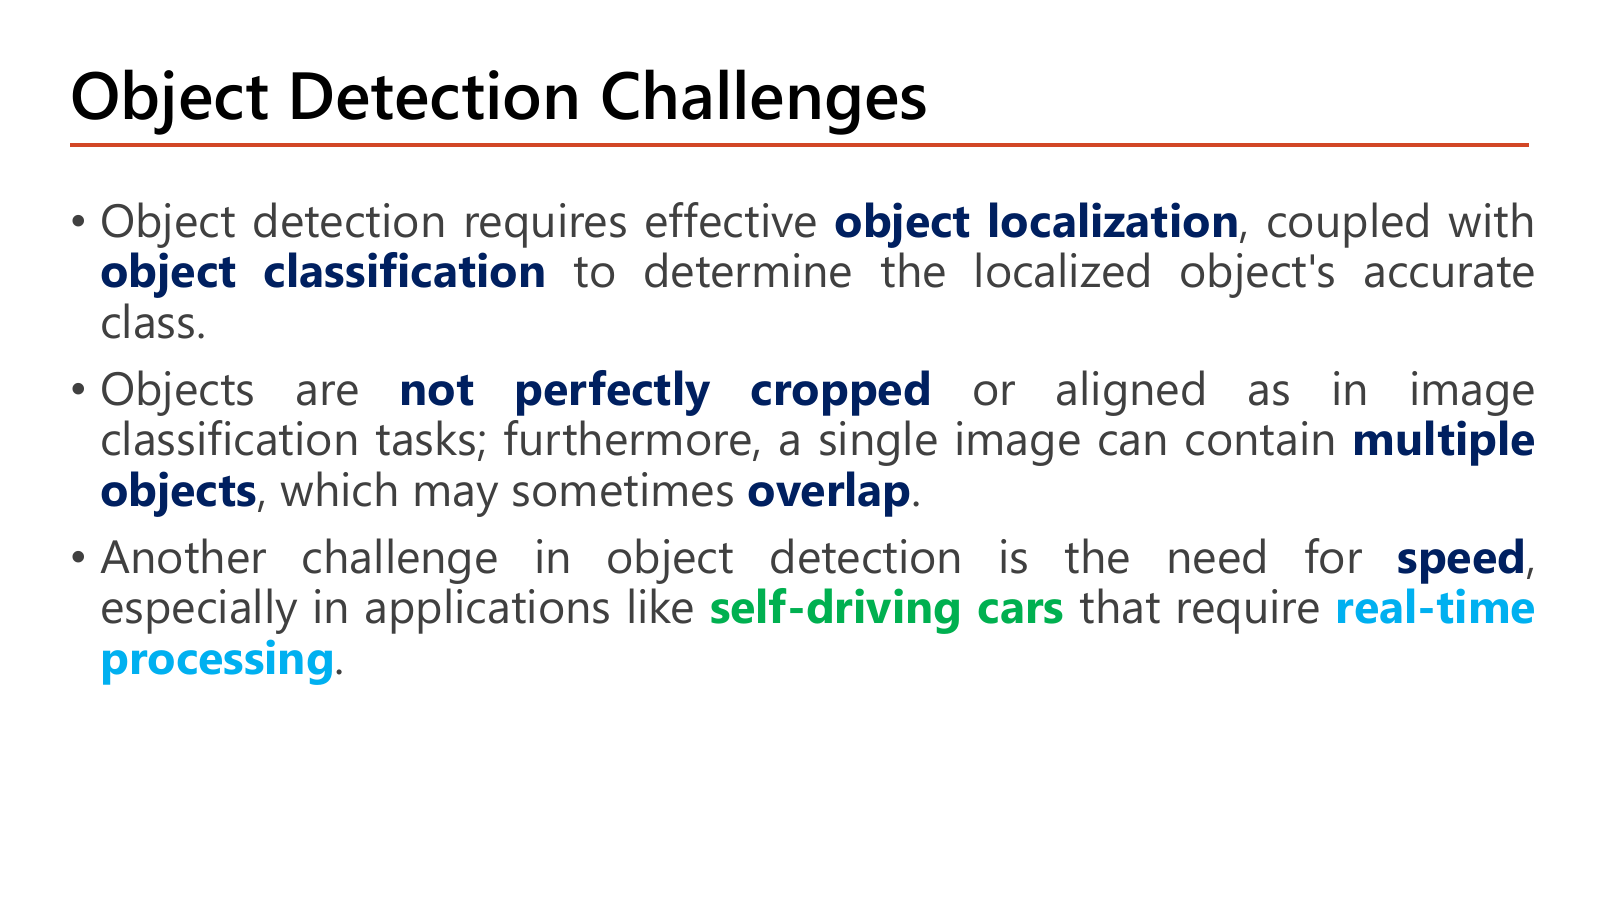 Object Detection Challenges
• Object detection requires effective object localization, coupled with
object classification to determine the localized object's accurate
class.
• Objects are not perfectly cropped or aligned as in image
classification tasks; furthermore, a single image can contain multiple
objects, which may sometimes overlap.
• Another challenge in object detection is the need for speed,
especially in applications like self-driving cars that require real-time
processing.